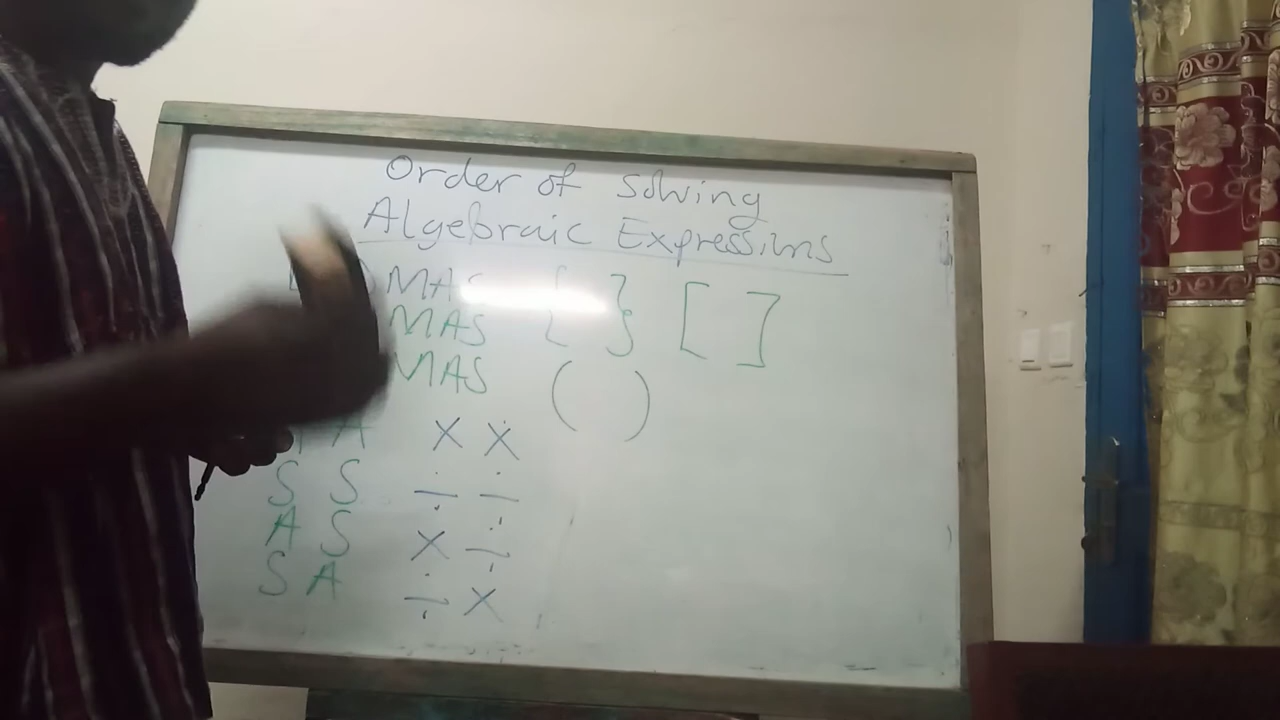 Order of Solving
Algebraic Expressions
MAS { } [ ]
MAS
MAS ( )
A × ×
S S ÷ ÷
A S × ÷
S A ÷ ×